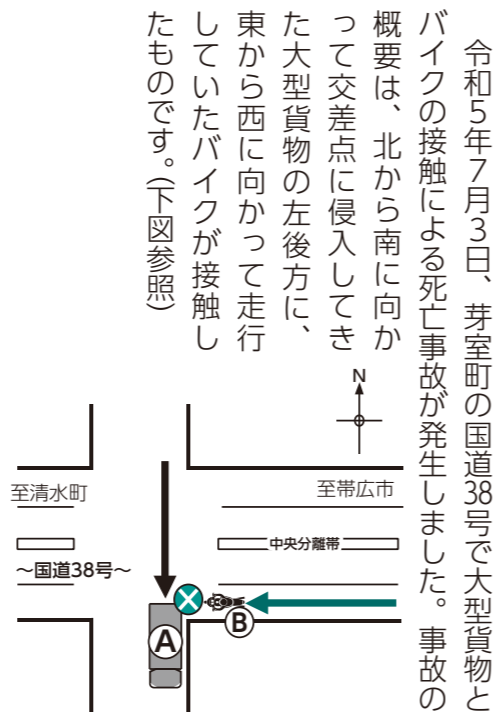 令和5年7月3日、芽室町の国道38号で大型貨物と
バイクの接触による死亡事故が発生しました。事故の
概要は、北から南に向か
って交差点に侵入してき
た大型貨物の左後方に、
東から西に向かって走行
していたバイクが接触し
たものです。(下図参照)
N
至清水町
至帯広市
中央分離帯
～国道38号～
A
B